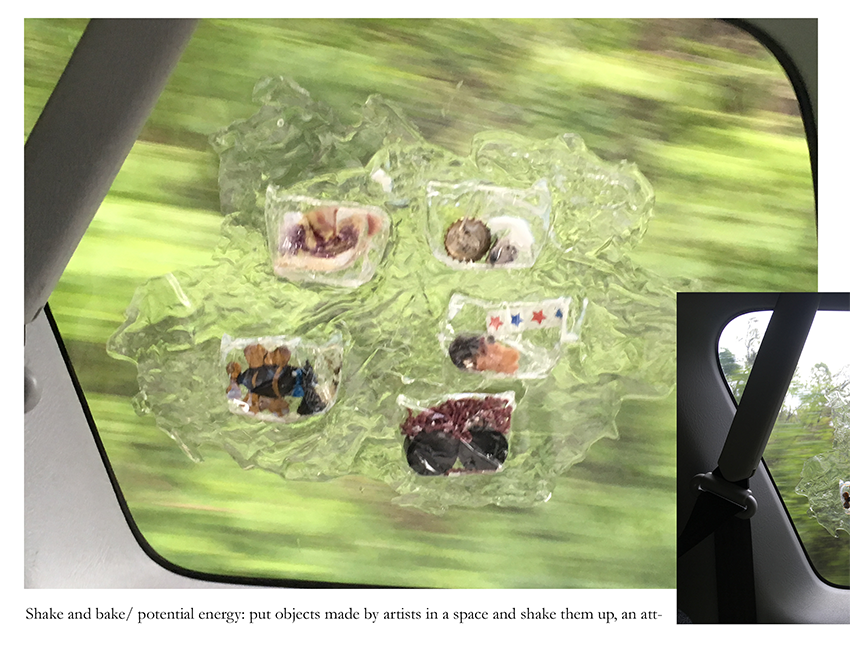 Shake and bake/ potential energy: put objects made by artists in a space and shake them up, an att-